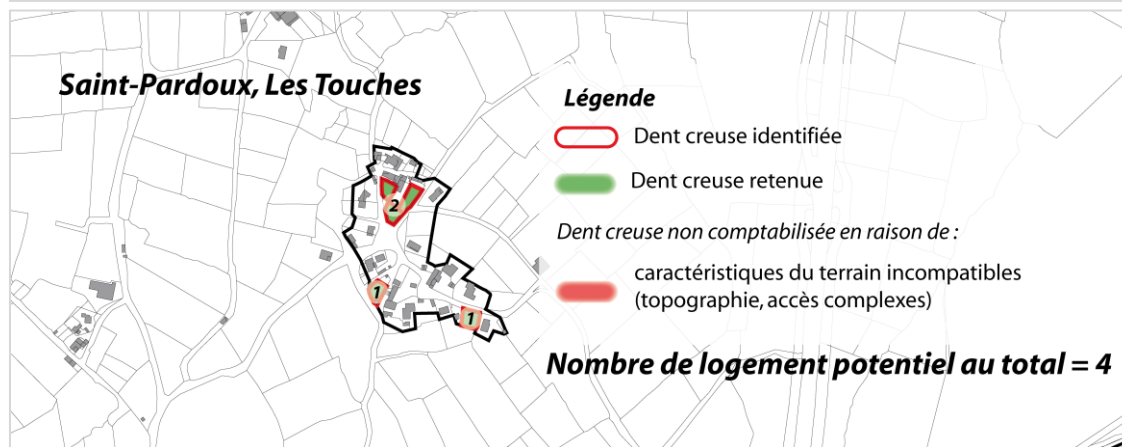 Saint-Pardoux, Les Touches
Légende
Dent creuse identifiée
Dent creuse retenue
Dent creuse non comptabilisée en raison de :
caractéristiques du terrain incompatibles
(topographie, accès complexes)
2
1
1
Nombre de logement potentiel au total = 4